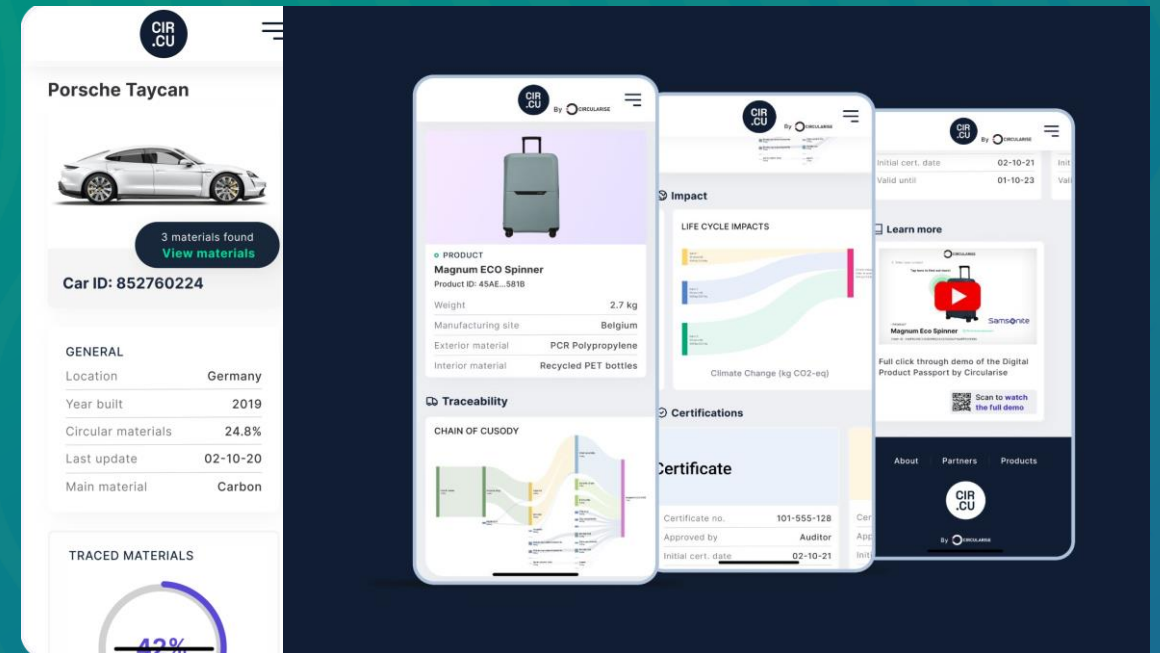 CIR
.CU
Porsche Taycan
3 materials found
View materials
Car ID: 852760224
GENERAL
Location Germany
Year built 2019
Circular materials 24.8%
Last update 02-10-20
Main material Carbon
TRACED MATERIALS
42%
CIR
.CU
By CIRCULARISE
PRODUCT
Magnum ECO Spinner
Product ID: 45AE...581B
Weight 2.7 kg
Manufacturing site Belgium
Exterior material PCR Polypropylene
Interior material Recycled PET bottles
Traceability
CHAIN OF CUSODY
CIR
.CU
By CIRCULARISE
Impact
LIFE CYCLE IMPACTS
Climate Change (kg CO2-eq)
Certifications
Certificate
Certificate no. 101-555-128
Approved by Auditor
Initial cert. date 02-10-21
CIR
.CU
By CIRCULARISE
Initial cert. date 02-10-21
Valid until 01-10-23
Learn more
CIRCULARISE
Samsonite
Magnum Eco Spinner
Full click through demo of the Digital
Product Passport by Circularise
Scan to watch
the full demo
About Partners Products
CIR
.CU
By CIRCULARISE